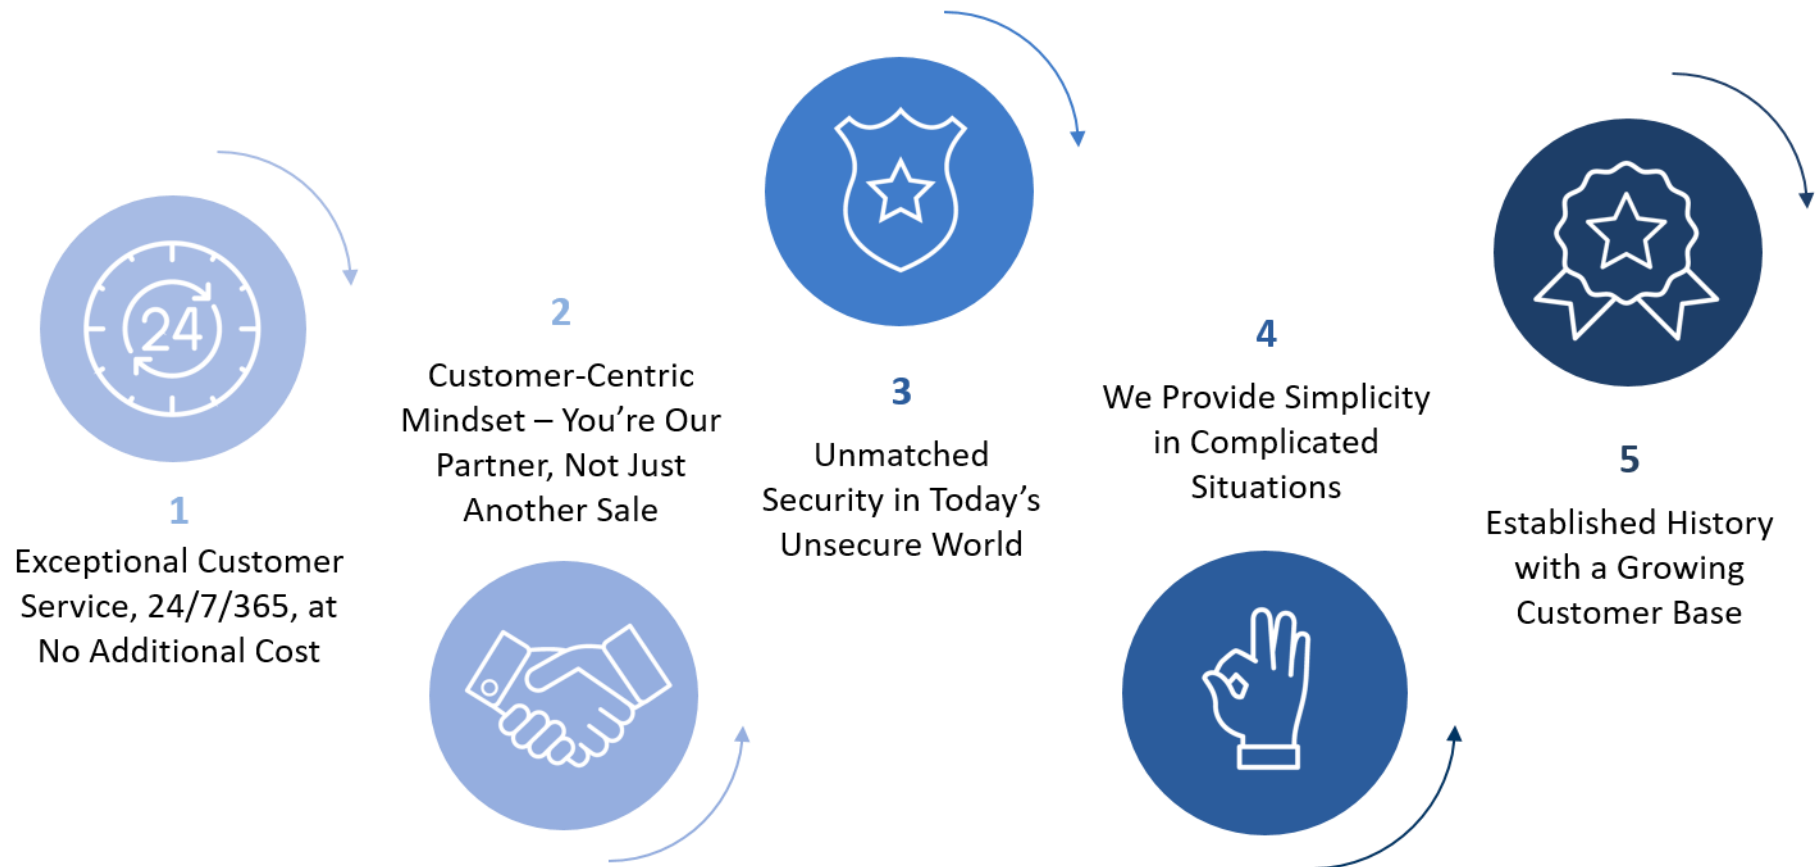 24
1
Exceptional Customer
Service, 24/7/365, at
No Additional Cost
2
Customer-Centric
Mindset – You’re Our
Partner, Not Just
Another Sale
3
Unmatched
Security in Today’s
Unsecure World
4
We Provide Simplicity
in Complicated
Situations
5
Established History
with a Growing
Customer Base